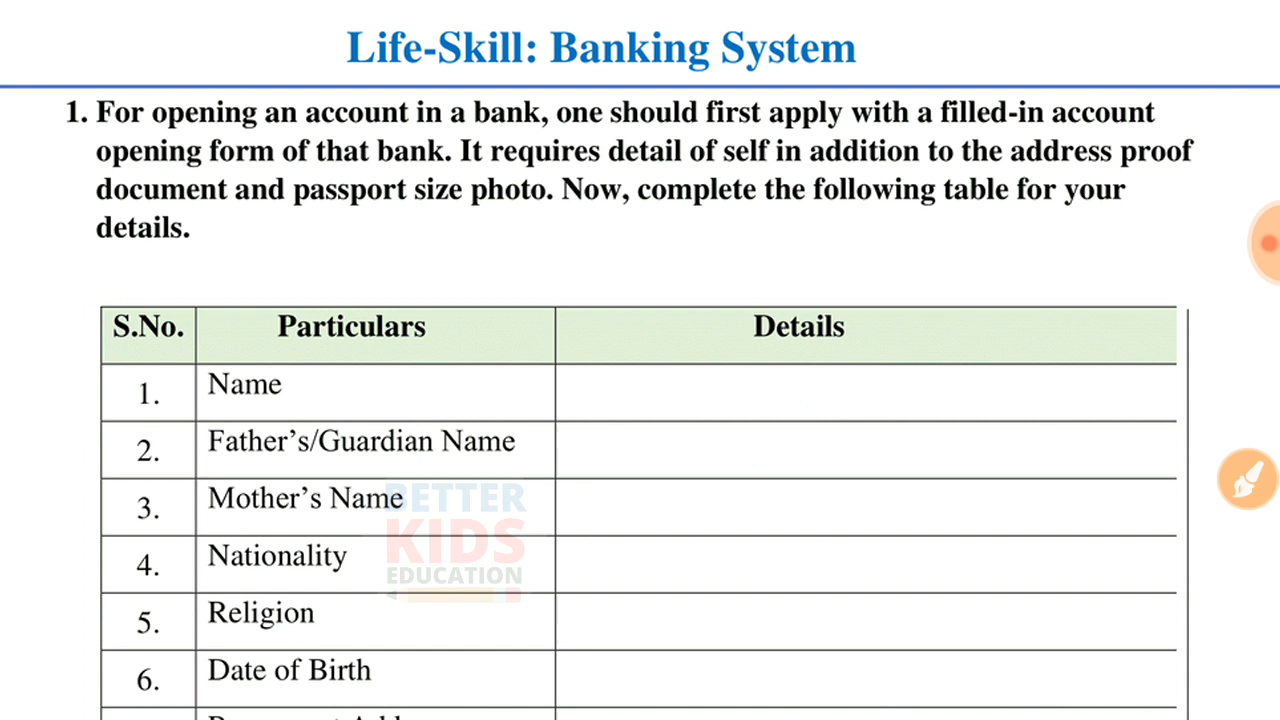 Life-Skill: Banking System
1. For opening an account in a bank, one should first apply with a filled-in account
opening form of that bank. It requires detail of self in addition to the address proof
document and passport size photo. Now, complete the following table for your
details.
S.No. Particulars Details
1. Name
2. Father’s/Guardian Name
3. Mother’s Name
BETTER
KIDS
EDUCATION
4. Nationality
5. Religion
6. Date of Birth